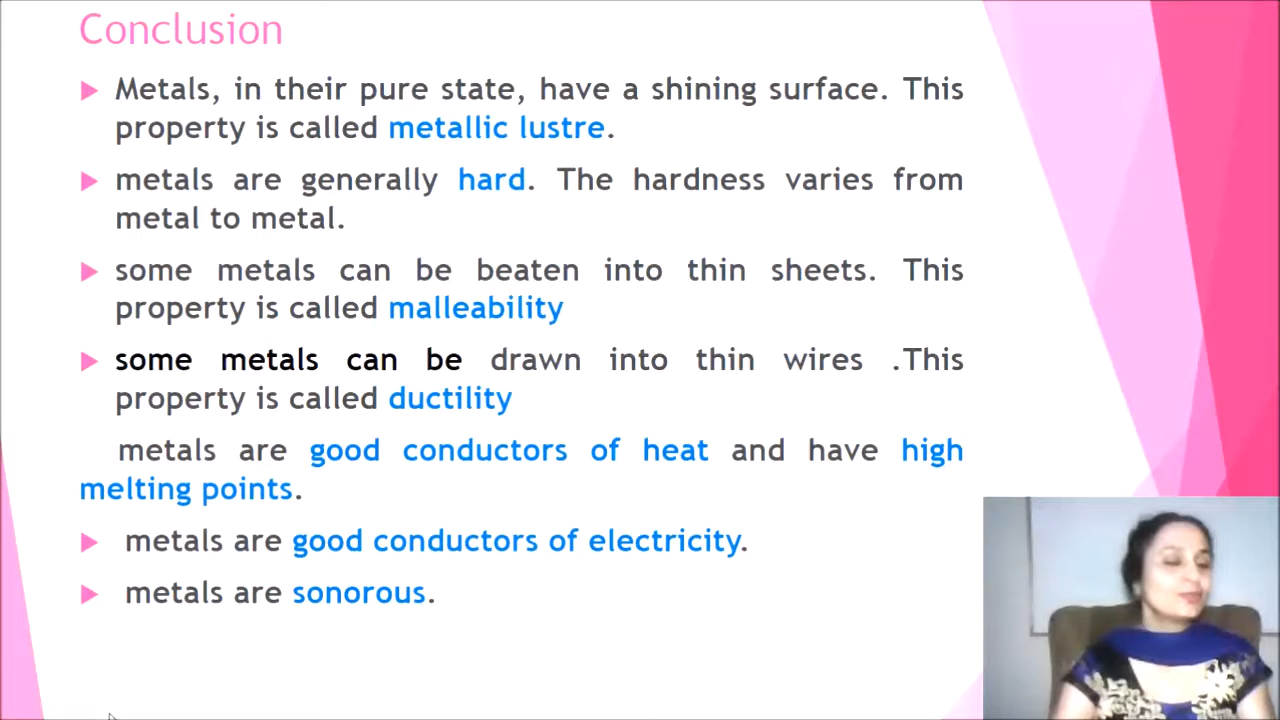 Conclusion
Metals, in their pure state, have a shining surface. This
property is called metallic lustre.
metals are generally hard. The hardness varies from
metal to metal.
some metals can be beaten into thin sheets. This
property is called malleability
some metals can be drawn into thin wires .This
property is called ductility
metals are good conductors of heat and have high
melting points.
metals are good conductors of electricity.
metals are sonorous.